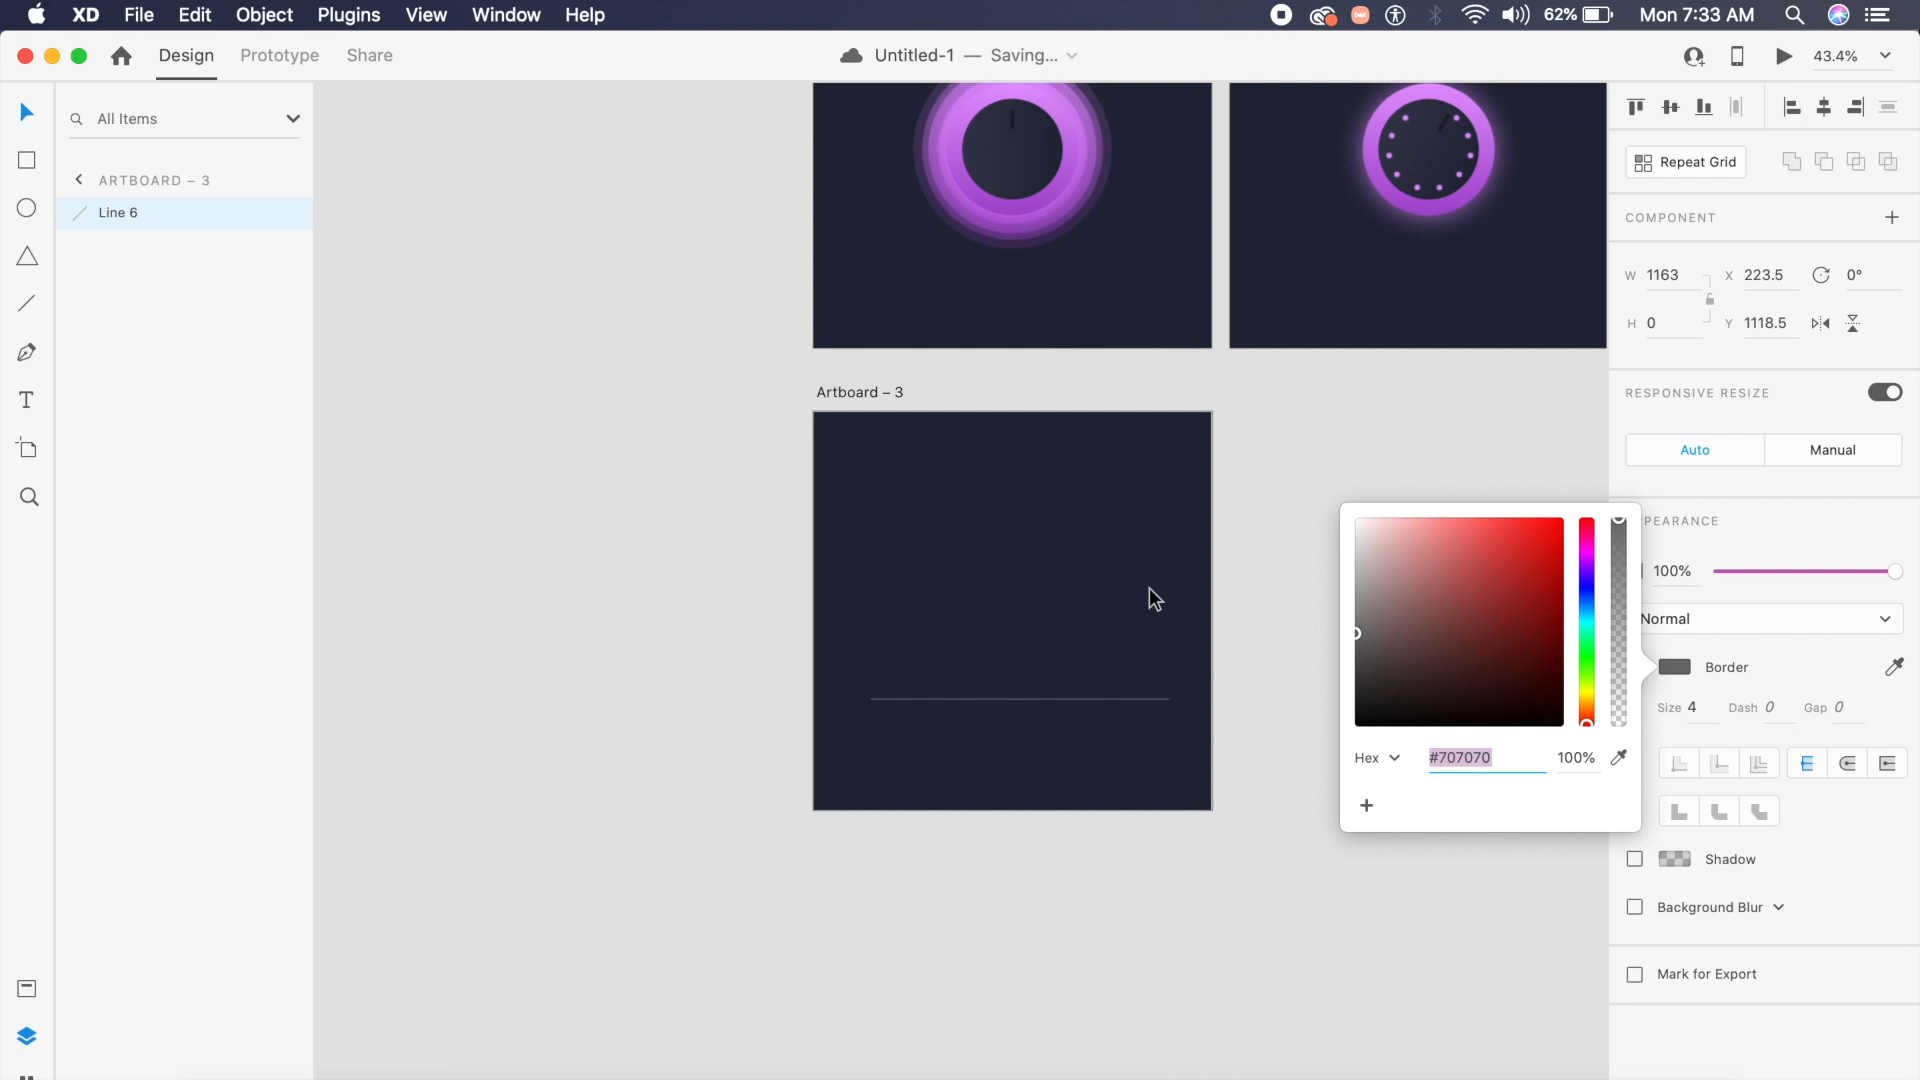 XD File Edit Object Plugins View Window Help 62% Mon 7:33 AM
Design Prototype Share Untitled-1 — Saving... 43.4%
All Items
ARTBOARD – 3
Line 6
Artboard – 3
Repeat Grid
COMPONENT
W 1163 X 223.5 0°
H 0 Y 1118.5
RESPONSIVE RESIZE
Auto Manual
PEARANCE
100%
Normal
Border
Size 4 Dash 0 Gap 0
Hex #707070 100%
Shadow
Background Blur
Mark for Export